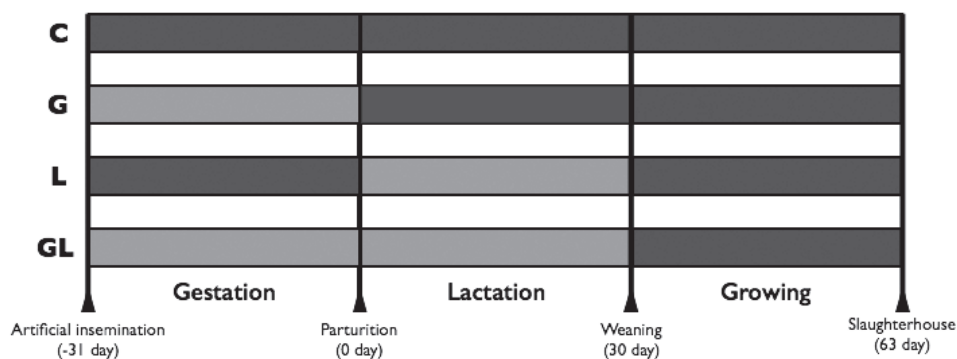 C
G
L
GL
Gestation Lactation Growing
Artificial insemination Parturition Weaning Slaughterhouse
(-31 day) (0 day) (30 day) (63 day)